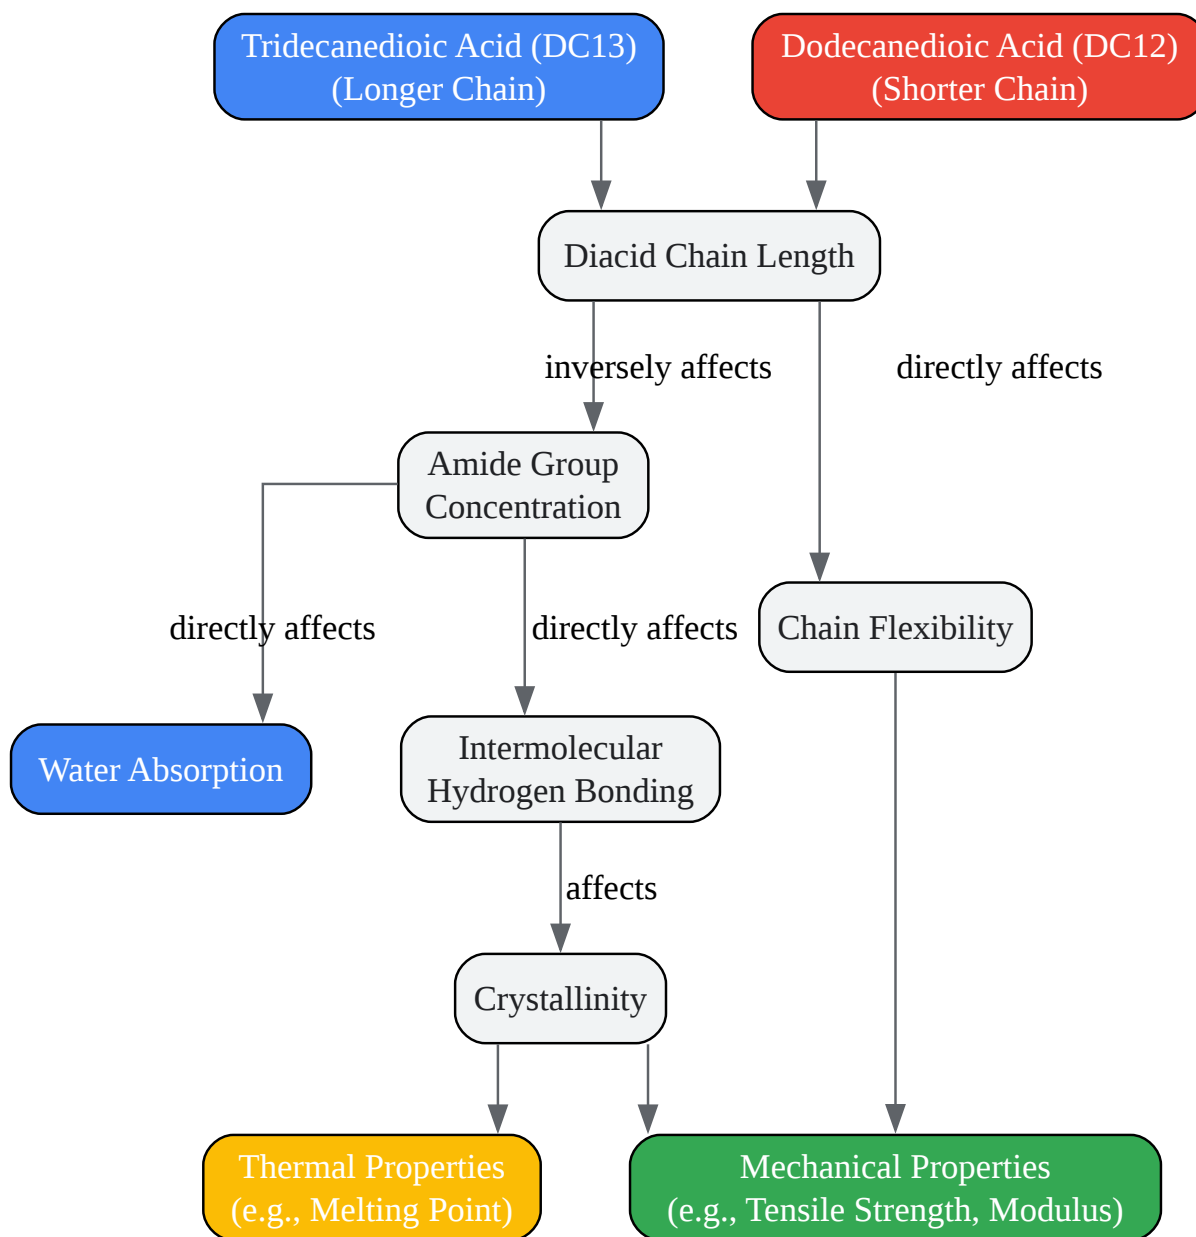 Tridecanedioic Acid (DC13)
(Longer Chain)
Dodecanedioic Acid (DC12)
(Shorter Chain)
Diacid Chain Length
inversely affects
directly affects
Amide Group
Concentration
directly affects
directly affects
Chain Flexibility
Water Absorption
Intermolecular
Hydrogen Bonding
affects
Crystallinity
Thermal Properties
(e.g., Melting Point)
Mechanical Properties
(e.g., Tensile Strength, Modulus)